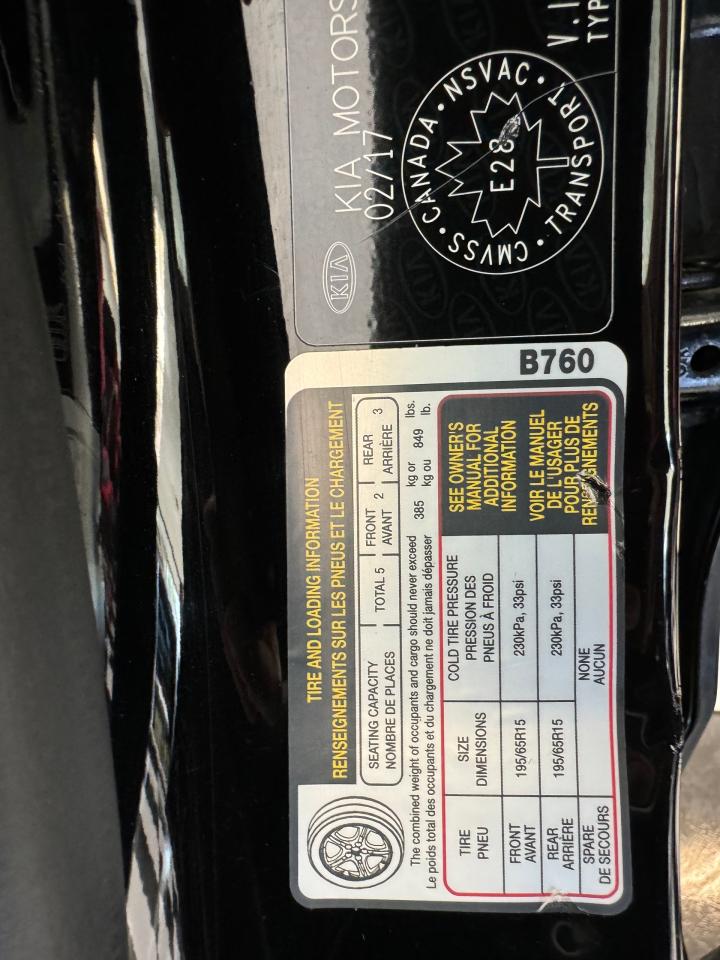 TIRE AND LOADING INFORMATION
RENSEIGNEMENTS SUR LES PNEUS ET LE CHARGEMENT
SEATING CAPACITY
NOMBRE DE PLACES
TOTAL 5
FRONT
AVANT 2
REAR
ARRIÈRE 3
The combined weight of occupants and cargo should never exceed 385 kg or 849 lbs.
Le poids total des occupants et du chargement ne doit jamais dépasser kg ou lb.
TIRE
PNEU
SIZE
DIMENSIONS
COLD TIRE PRESSURE
PRESSION DES
PNEUS À FROID
FRONT
AVANT
195/65R15
230kPa, 33psi
REAR
ARRIÈRE
195/65R15
230kPa, 33psi
SPARE
DE SECOURS
NONE
AUCUN
SEE OWNER'S
MANUAL FOR
ADDITIONAL
INFORMATION
VOIR LE MANUEL
DE L'USAGER
POUR PLUS DE
RENSEIGNEMENTS
B760
KIA
KIA MOTORS
02/17
CANADA • NSVAC • TRANSPORT • CMVSS •
E28
V.I
TYP